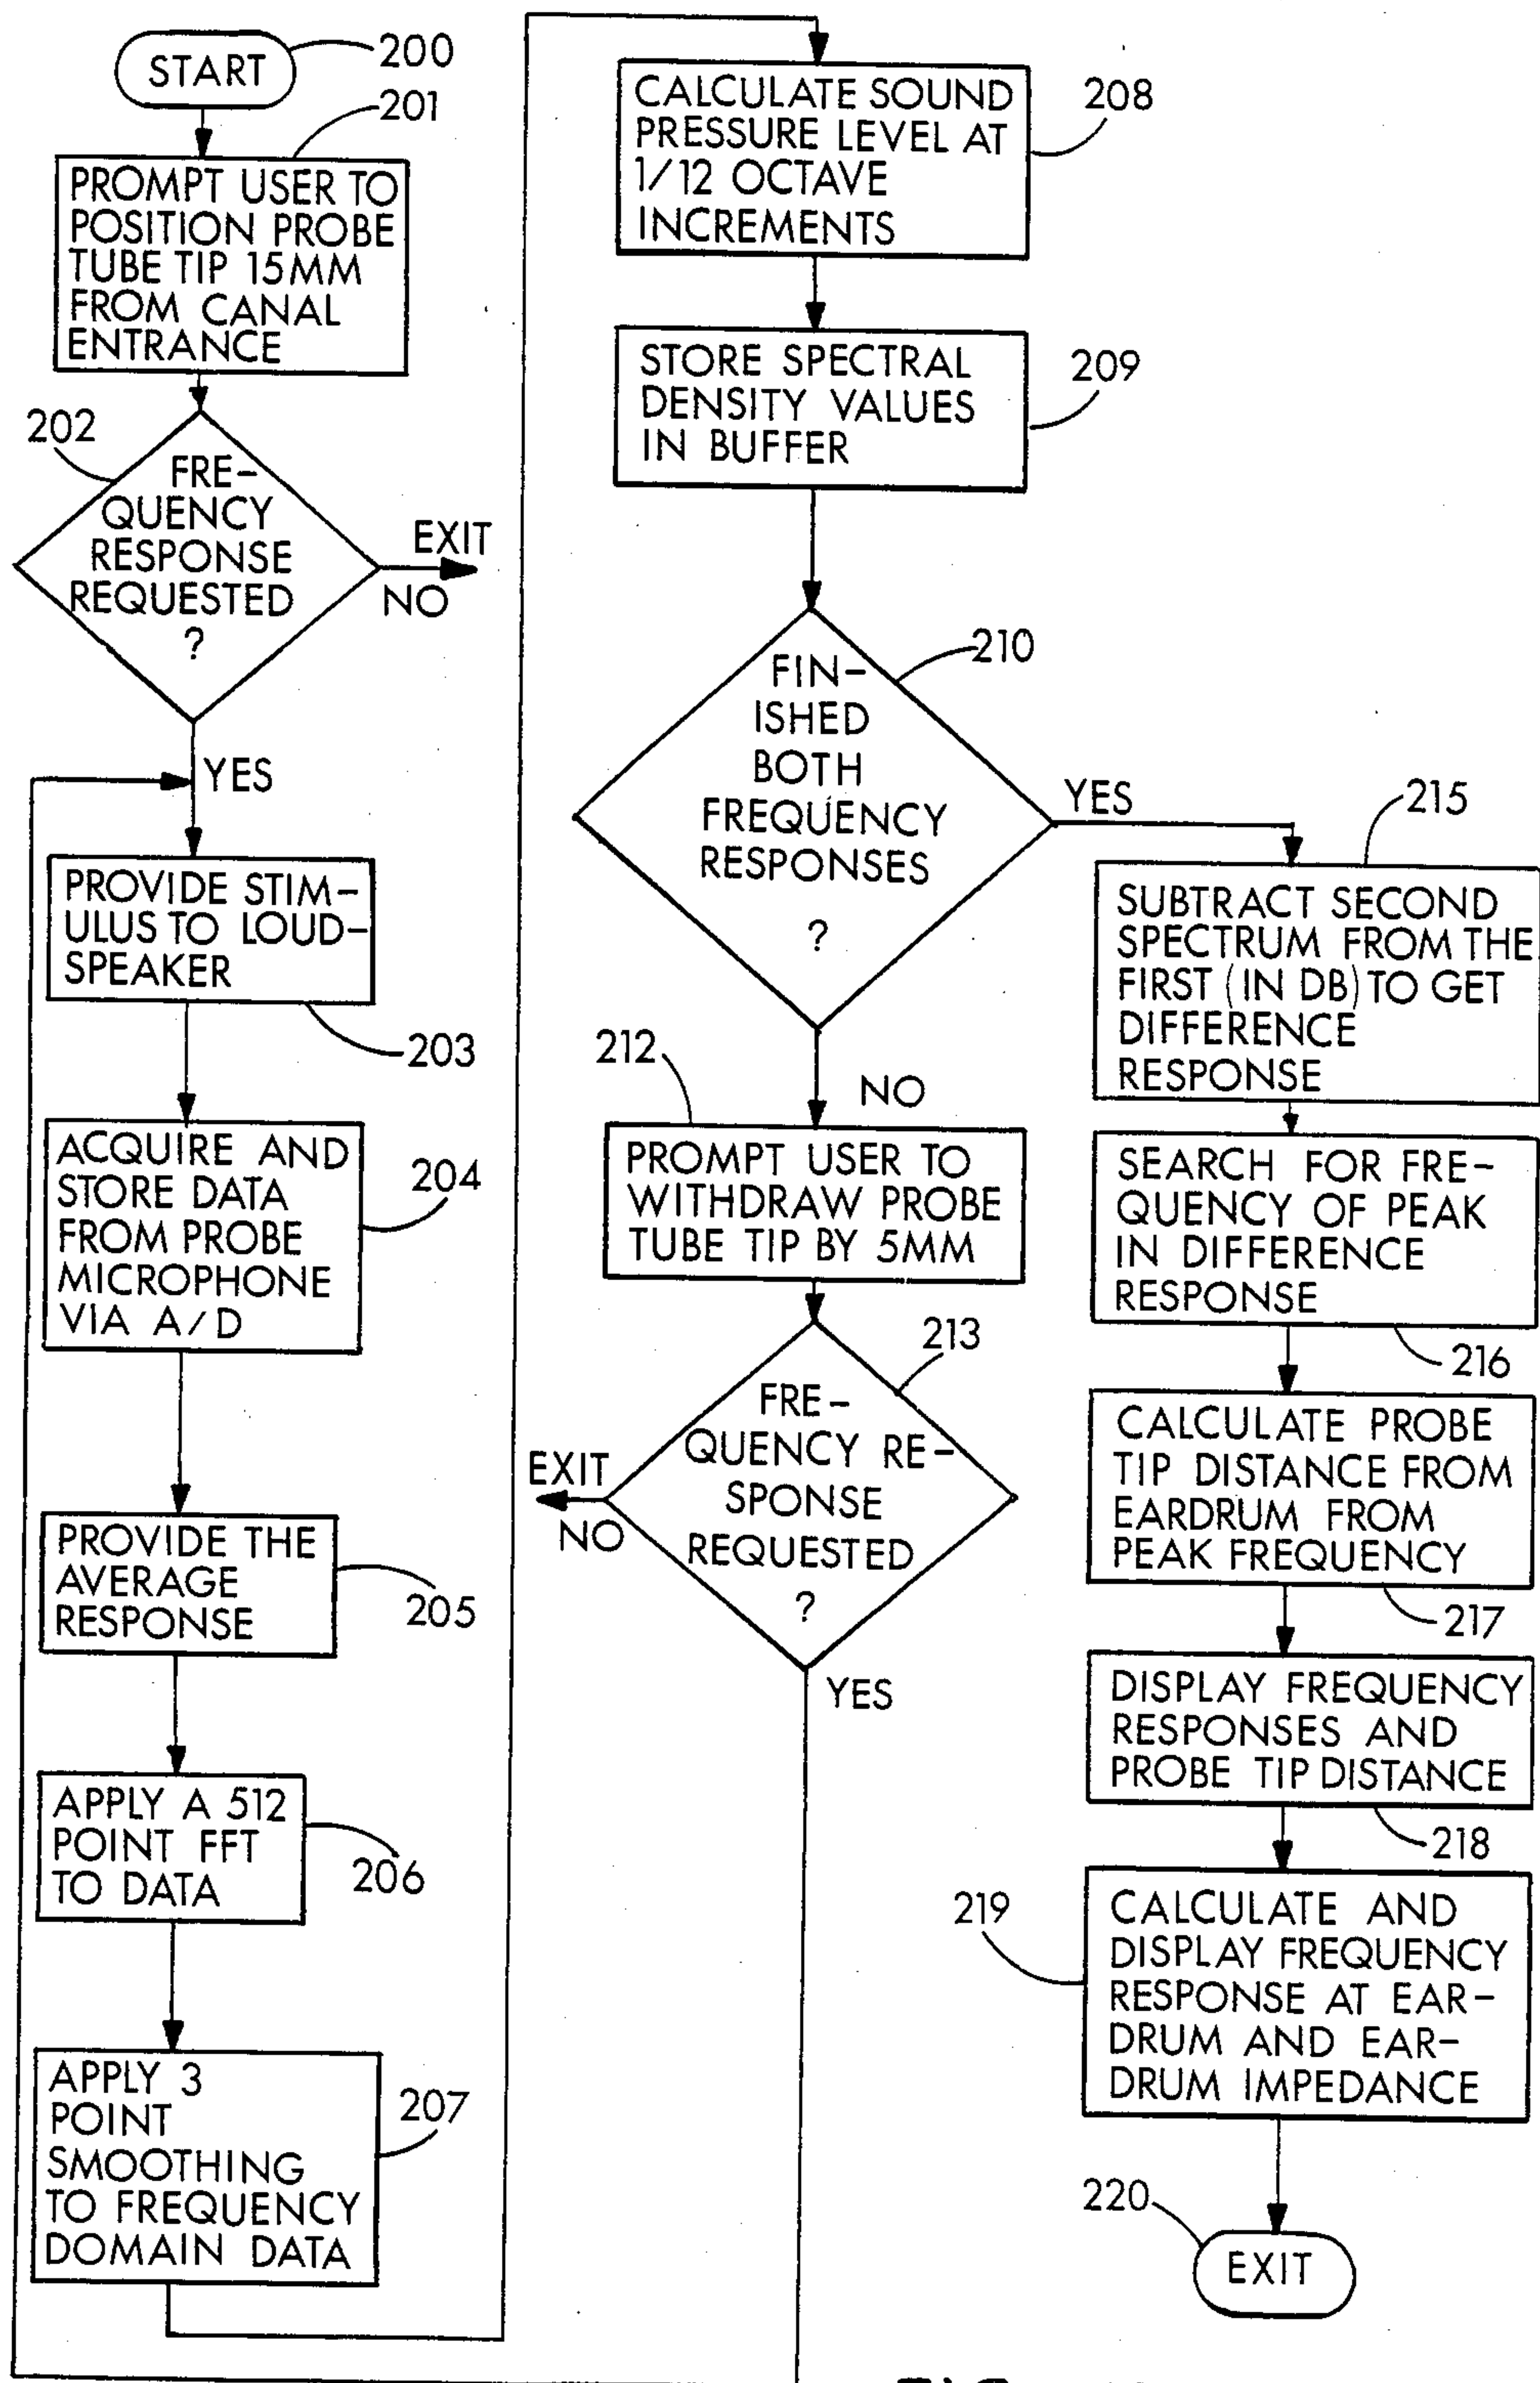 START
200
201
PROMPT USER TO
POSITION PROBE
TUBE TIP 15MM
FROM CANAL
ENTRANCE
202
FRE-
QUENCY
RESPONSE
REQUESTED
?
EXIT
NO
YES
PROVIDE STIM-
ULUS TO LOUD-
SPEAKER
203
ACQUIRE AND
STORE DATA
FROM PROBE
MICROPHONE
VIA A/D
204
PROVIDE THE
AVERAGE
RESPONSE
205
APPLY A 512
POINT FFT
TO DATA
206
APPLY 3
POINT
SMOOTHING
TO FREQUENCY
DOMAIN DATA
207
CALCULATE SOUND
PRESSURE LEVEL AT
1/12 OCTAVE
INCREMENTS
208
STORE SPECTRAL
DENSITY VALUES
IN BUFFER
209
FIN-
ISHED
BOTH
FREQUENCY
RESPONSES
?
210
YES
NO
212
PROMPT USER TO
WITHDRAW PROBE
TUBE TIP BY 5MM
213
FRE-
QUENCY RE-
SPONSE
REQUESTED
?
EXIT
NO
YES
215
SUBTRACT SECOND
SPECTRUM FROM THE
FIRST (IN DB) TO GET
DIFFERENCE
RESPONSE
SEARCH FOR FRE-
QUENCY OF PEAK
IN DIFFERENCE
RESPONSE
216
CALCULATE PROBE
TIP DISTANCE FROM
EARDRUM FROM
PEAK FREQUENCY
217
DISPLAY FREQUENCY
RESPONSES AND
PROBE TIP DISTANCE
218
219
CALCULATE AND
DISPLAY FREQUENCY
RESPONSE AT EAR-
DRUM AND EAR-
DRUM IMPEDANCE
220
EXIT